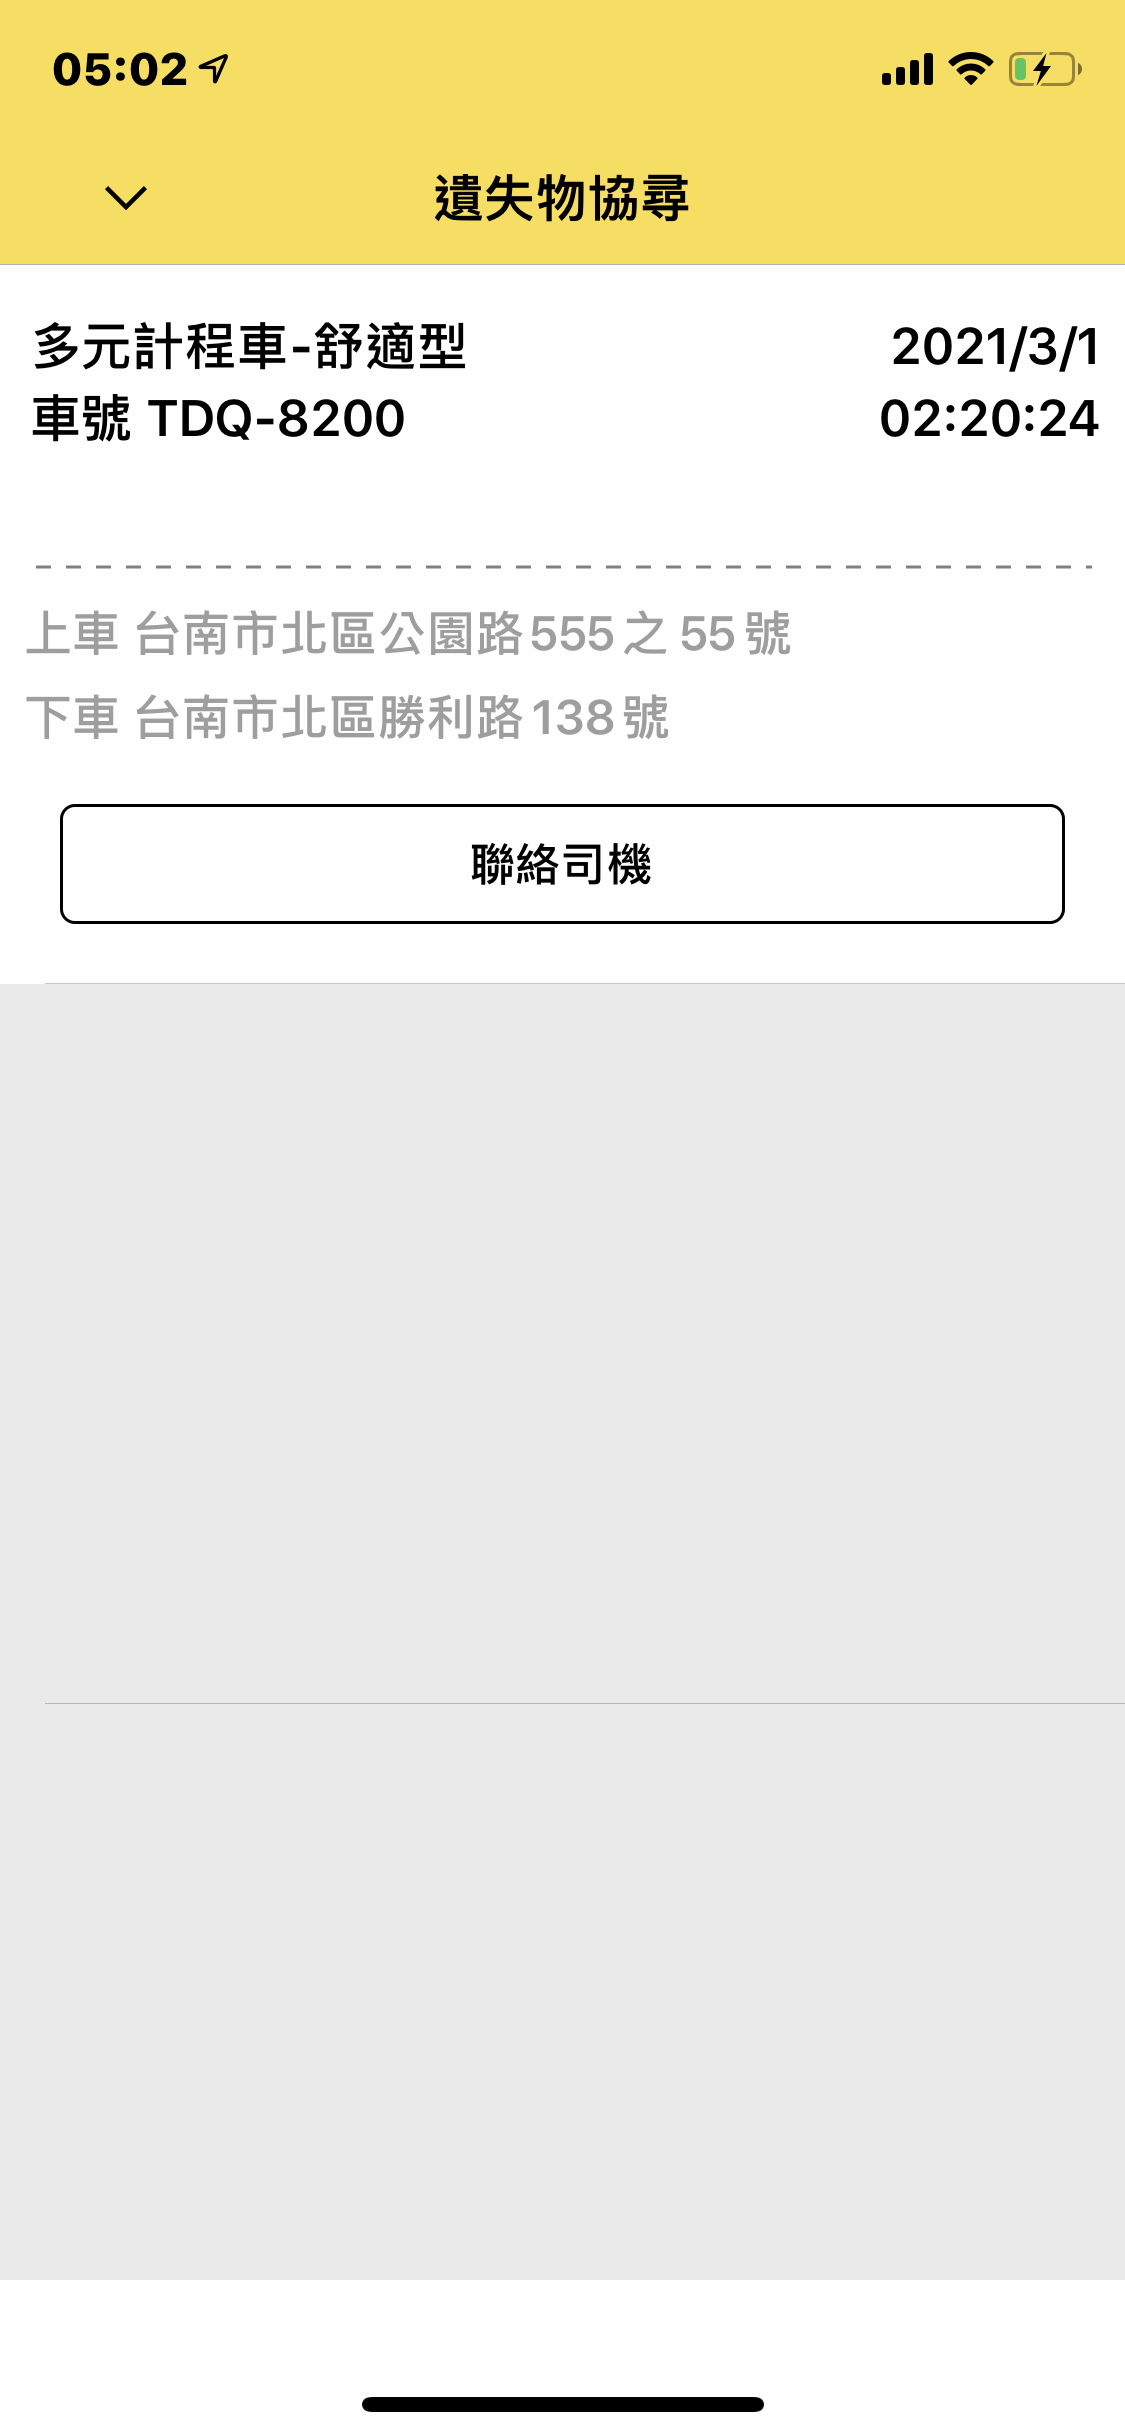 05:02
遺失物協尋
多元計程車-舒適型 2021/3/1
車號 TDQ-8200 02:20:24
上車 台南市北區公園路555之 55號
下車 台南市北區勝利路138號
聯絡司機